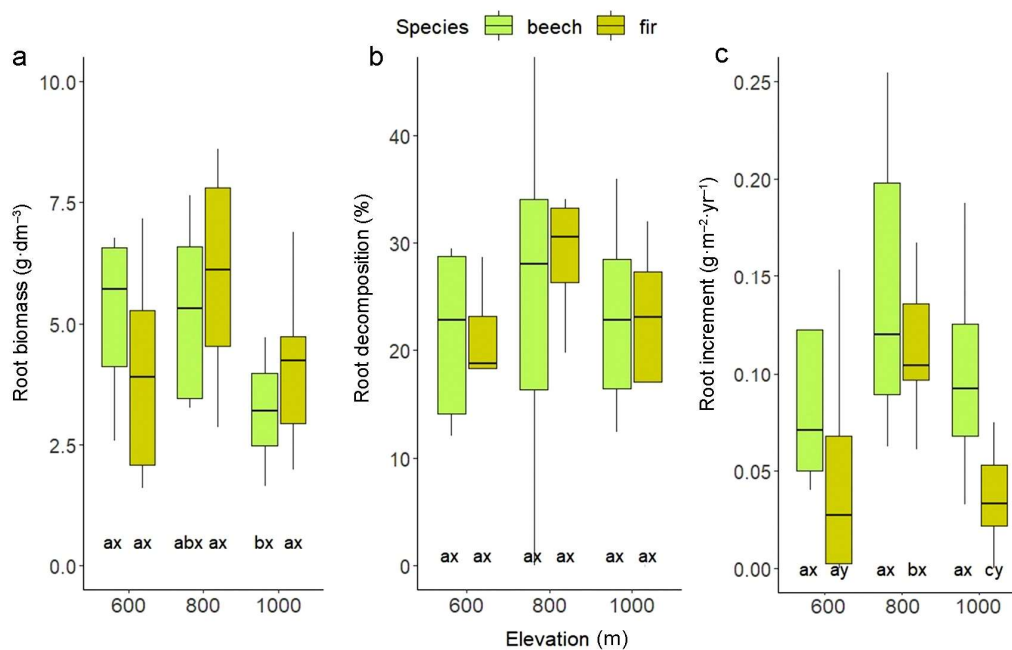 Species beech fir
a
Root biomass (g·dm⁻³)
10.0
7.5
5.0
2.5
0.0
ax ax abx ax bx ax
600 800 1000
b
Root decomposition (%)
40
30
20
10
0
ax ax ax ax ax ax
600 800 1000
Elevation (m)
c
Root increment (g·m⁻²·yr⁻¹)
0.25
0.20
0.15
0.10
0.05
0.00
ax ay ax bx ax cy
600 800 1000